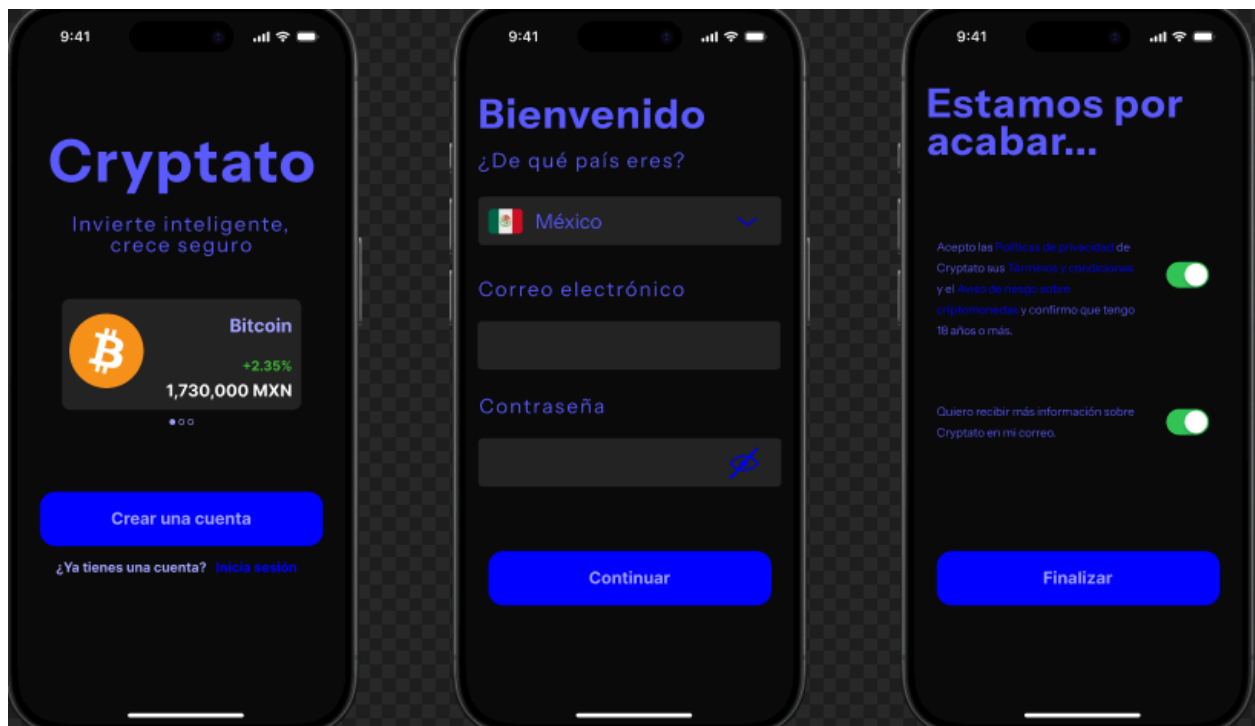 9:41
Cryptato
Invierte inteligente,
crece seguro
Bitcoin
+2.35%
1,730,000 MXN
Crear una cuenta
¿Ya tienes una cuenta? Inicia sesión
9:41
Bienvenido
¿De qué país eres?
México
Correo electrónico
Contraseña
Continuar
9:41
Estamos por
acabar...
Acepto las Políticas de privacidad de
Cryptato sus Términos y condiciones
y el Aviso de riesgo sobre
criptomonedas y confirmo que tengo
18 años o más.
Quiero recibir más información sobre
Cryptato en mi correo.
Finalizar